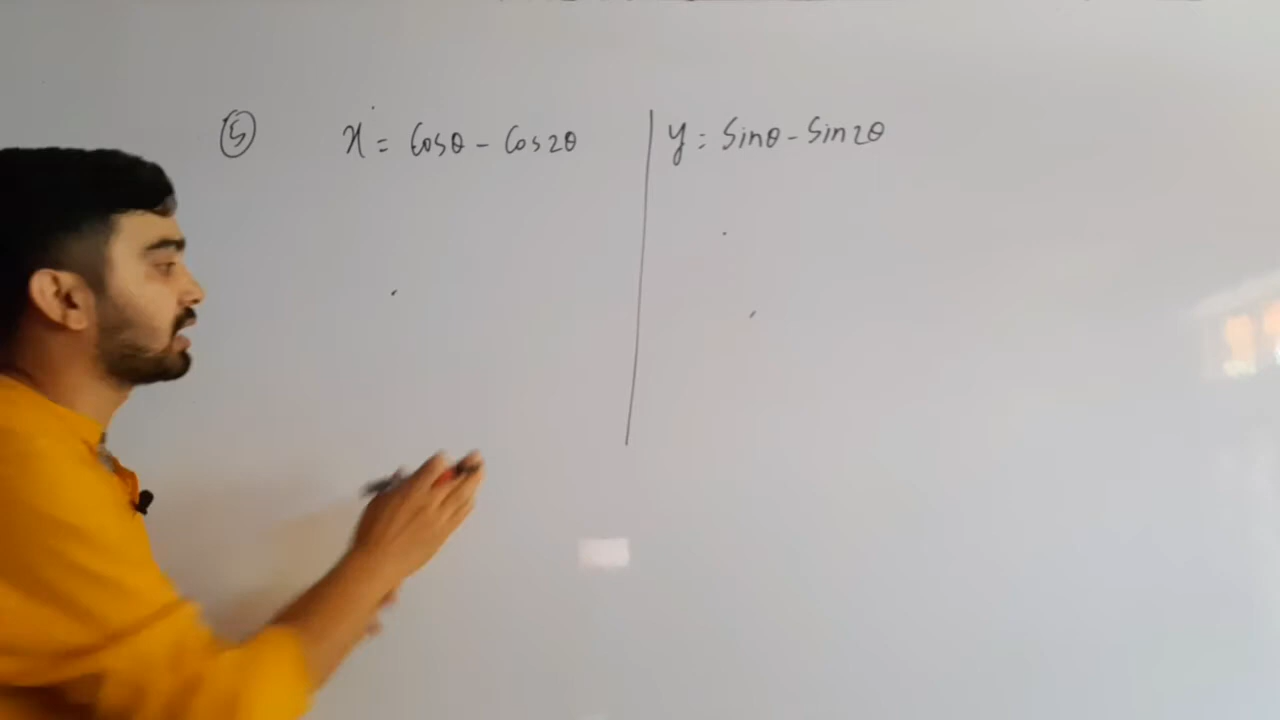 ⑤ x = Cosθ - Cos2θ
y = Sinθ - Sin2θ